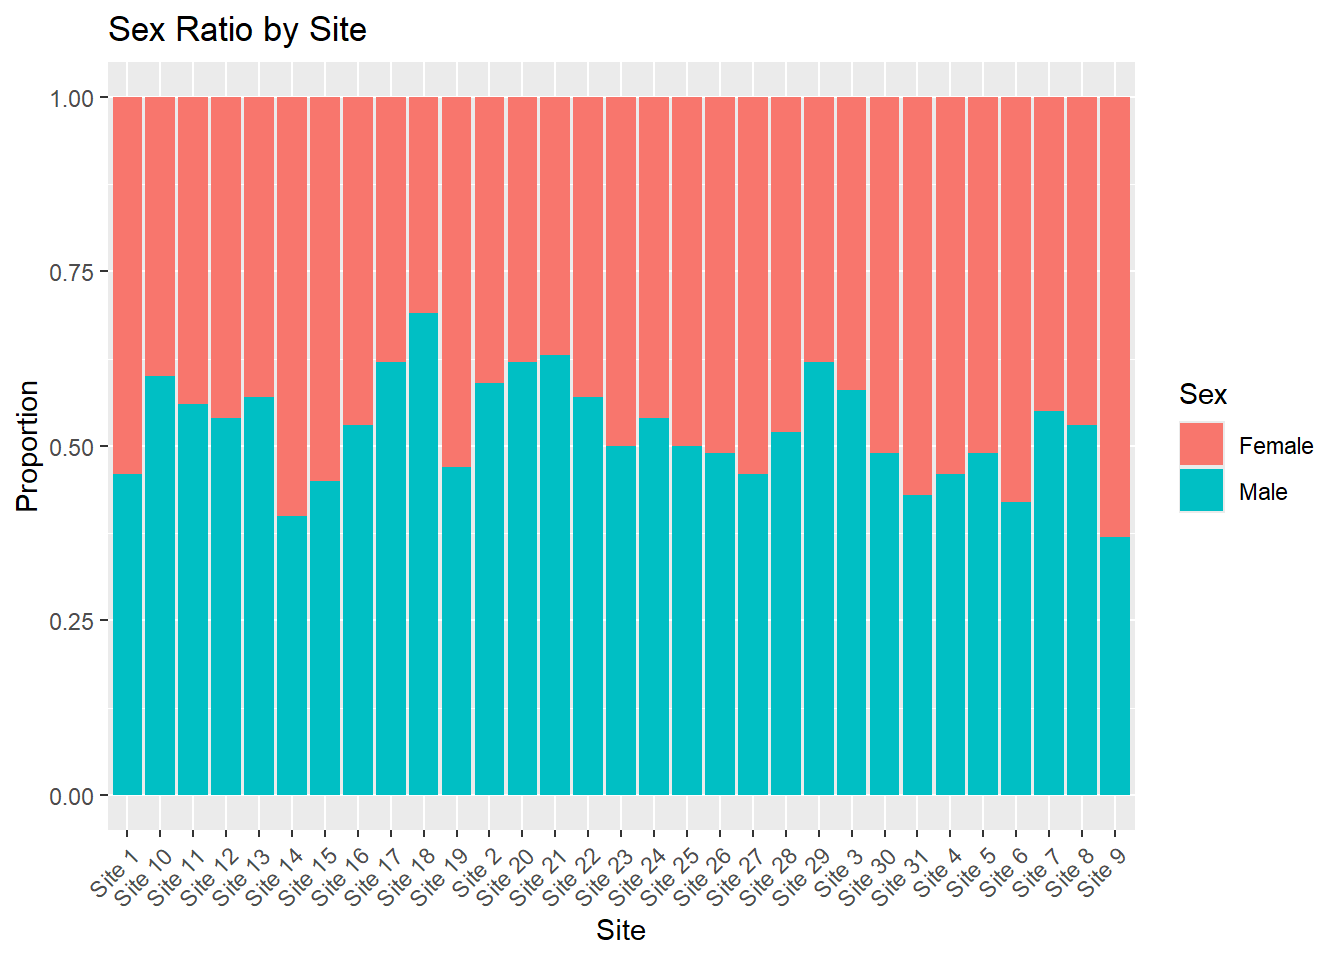 Sex Ratio by Site
1.00
0.75
0.50
0.25
0.00
Proportion
Site 1
Site 10
Site 11
Site 12
Site 13
Site 14
Site 15
Site 16
Site 17
Site 18
Site 19
Site 2
Site 20
Site 21
Site 22
Site 23
Site 24
Site 25
Site 26
Site 27
Site 28
Site 29
Site 3
Site 30
Site 31
Site 4
Site 5
Site 6
Site 7
Site 8
Site 9
Site
Sex
Female
Male